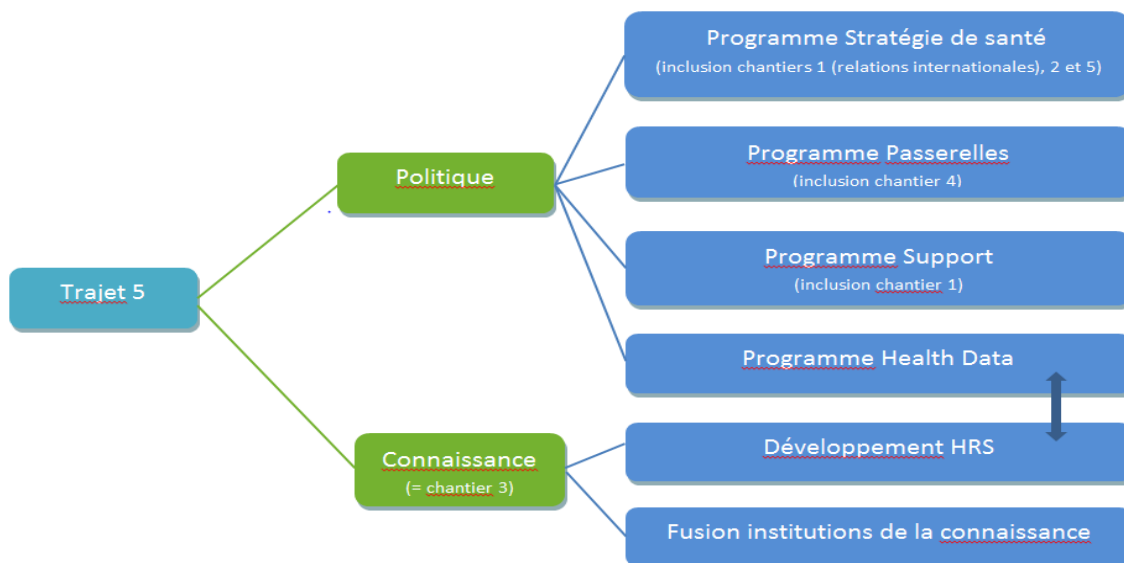 Programme Stratégie de santé
(inclusion chantiers 1 (relations internationales), 2 et 5)
Politique
Programme Passerelles
(inclusion chantier 4)
Programme Support
(inclusion chantier 1)
Trajet 5
Programme Health Data
Connaissance
(= chantier 3)
Développement HRS
Fusion institutions de la connaissance